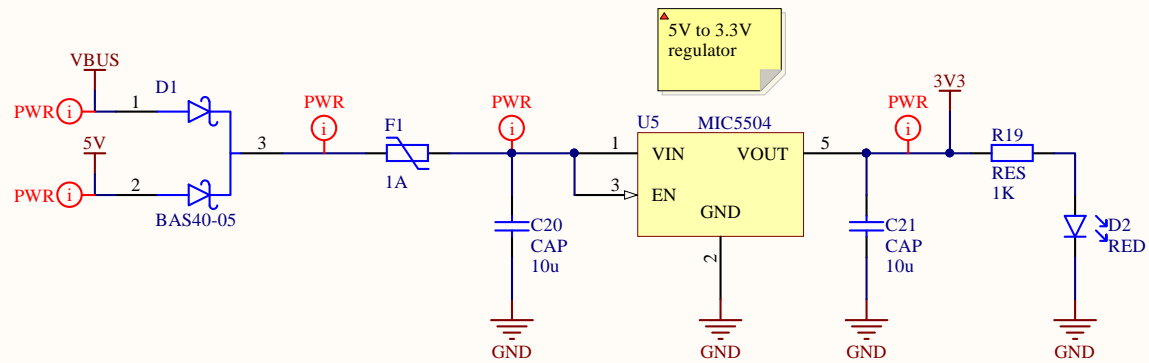 5V to 3.3V
regulator
VBUS
D1
PWR i
1
5V
PWR i
2
BAS40-05
3
PWR
i
F1
1A
PWR
i
C20
CAP
10u
GND
U5
MIC5504
1
VIN
VOUT
5
3
EN
GND
2
GND
PWR
i
3V3
C21
CAP
10u
GND
R19
RES
1K
D2
RED
GND